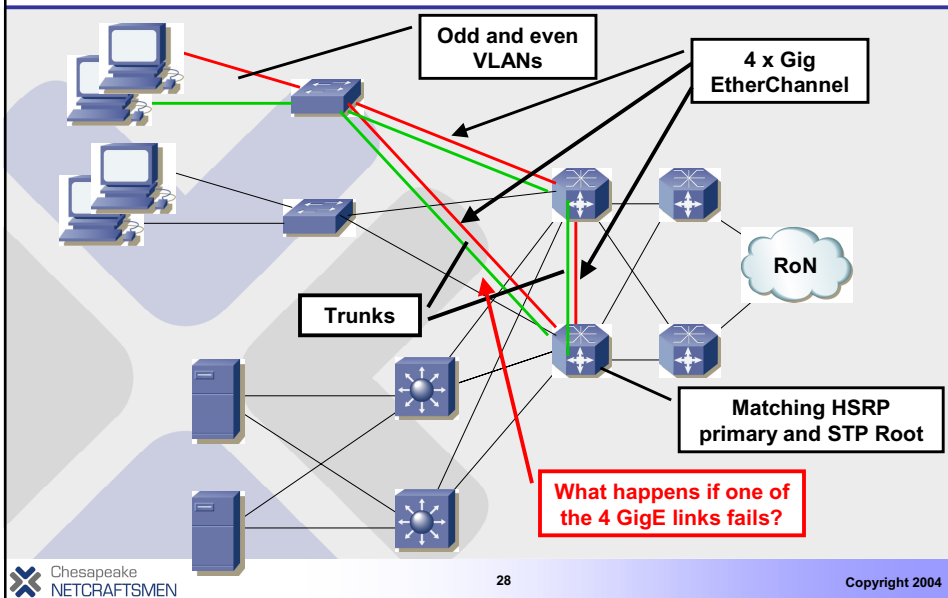 Odd and even
VLANs
4 x Gig
EtherChannel
RoN
Trunks
Matching HSRP
primary and STP Root
What happens if one of
the 4 GigE links fails?
Chesapeake
NETCRAFTSMEN
28
Copyright 2004